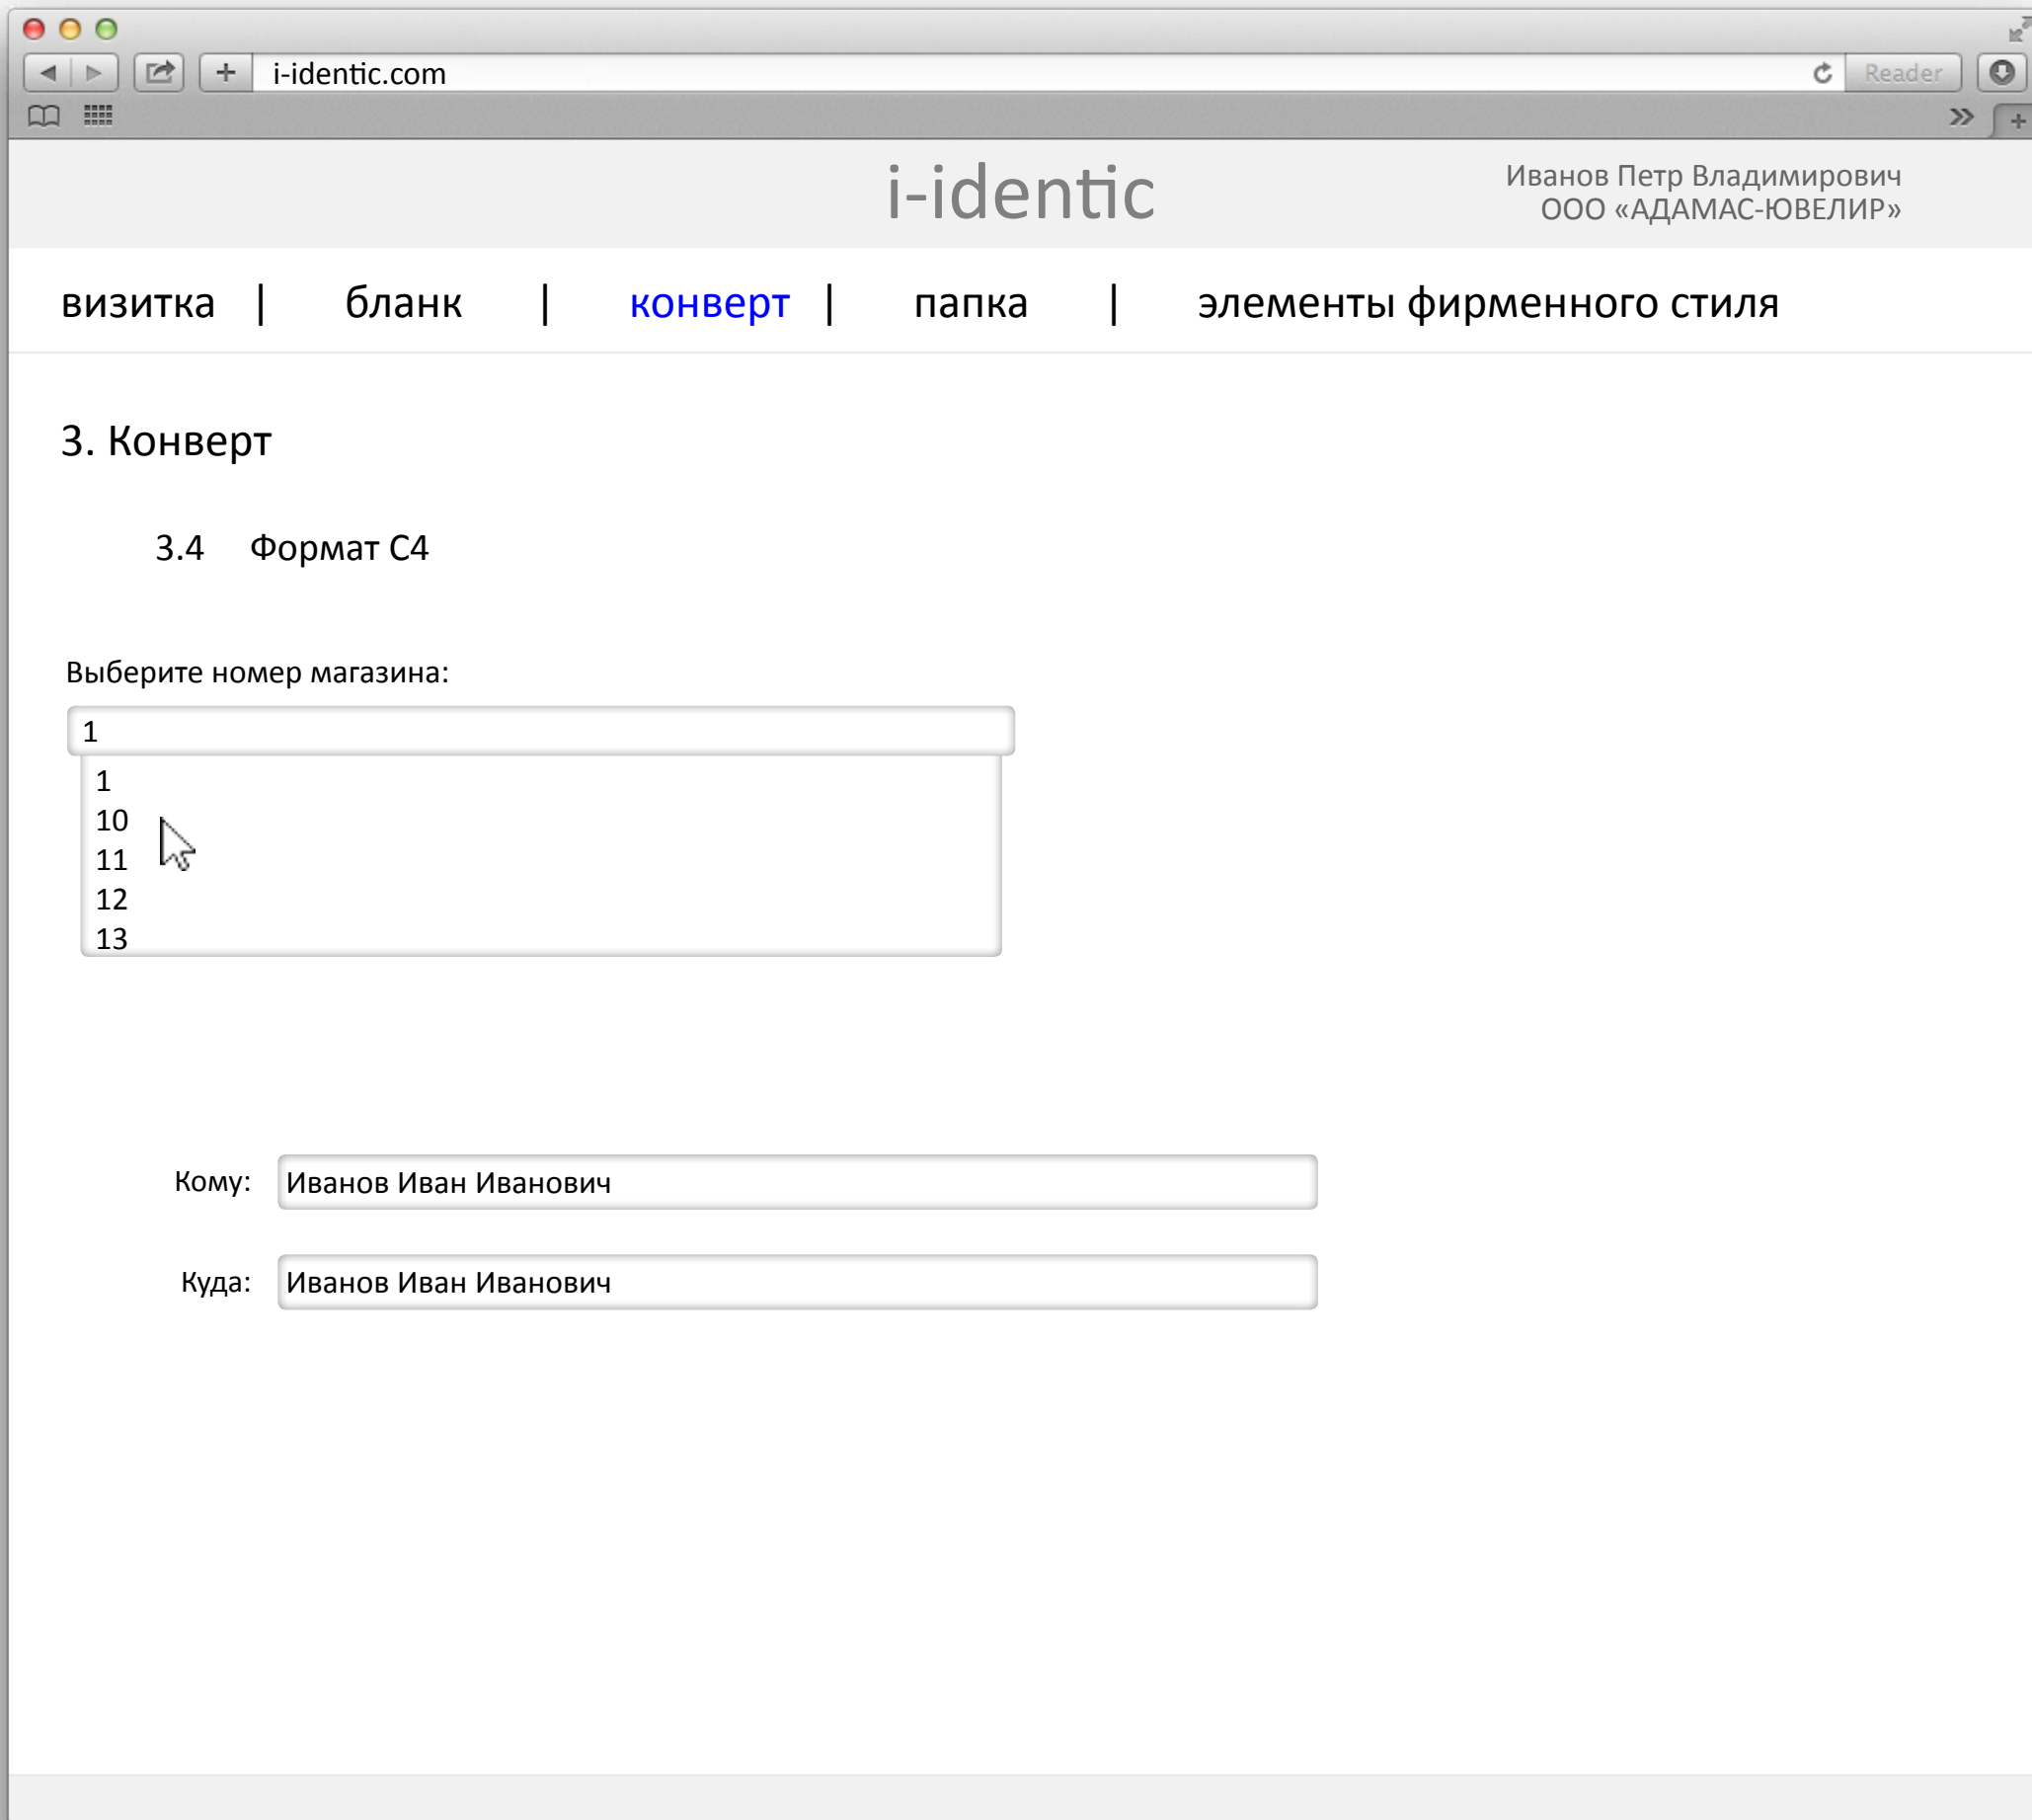 i-identic.com
Reader
i-identic
Иванов Петр Владимирович
ООО «АДАМАС-ЮВЕЛИР»
визитка | бланк | конверт | папка | элементы фирменного стиля
3. Конверт
3.4 Формат С4
Выберите номер магазина:
1
1
10
11
12
13
Кому: Иванов Иван Иванович
Куда: Иванов Иван Иванович